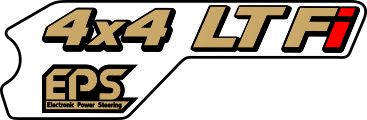 4x4 LT Fi
EPS
Electronic Power Steering